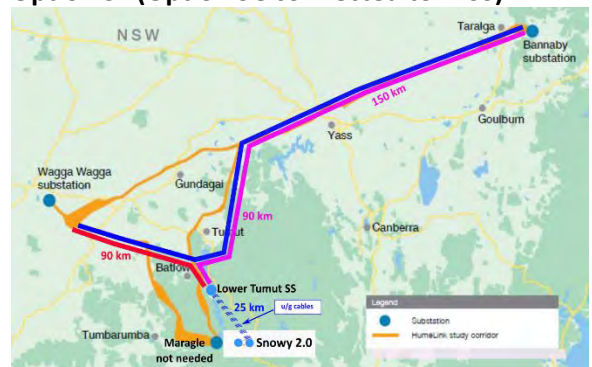 NSW
Taralga
Bannaby
substation
150 km
Goulburn
Yass
Wagga Wagga
substation
Gundagai
90 km
Canberra
Tumut
90 km
Batlow
Lower Tumut SS
25 km
u/g cables
Legend
Substation
HumeLink study corridor
Tumbarumba
Maragle
not needed
Snowy 2.0